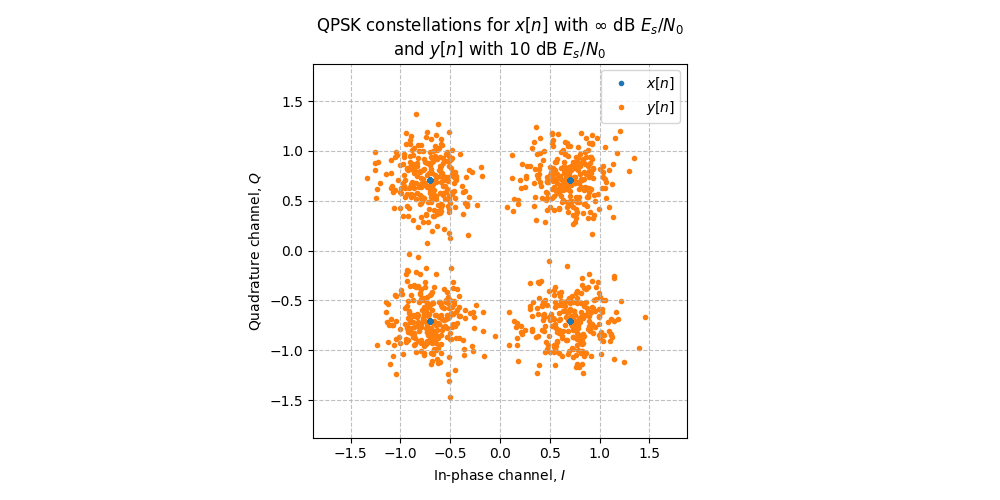 QPSK constellations for x[n] with ∞ dB Es/N0
and y[n] with 10 dB Es/N0
x[n]
y[n]
1.5
1.0
0.5
0.0
−0.5
−1.0
−1.5
Quadrature channel, Q
−1.5 −1.0 −0.5 0.0 0.5 1.0 1.5
In-phase channel, I